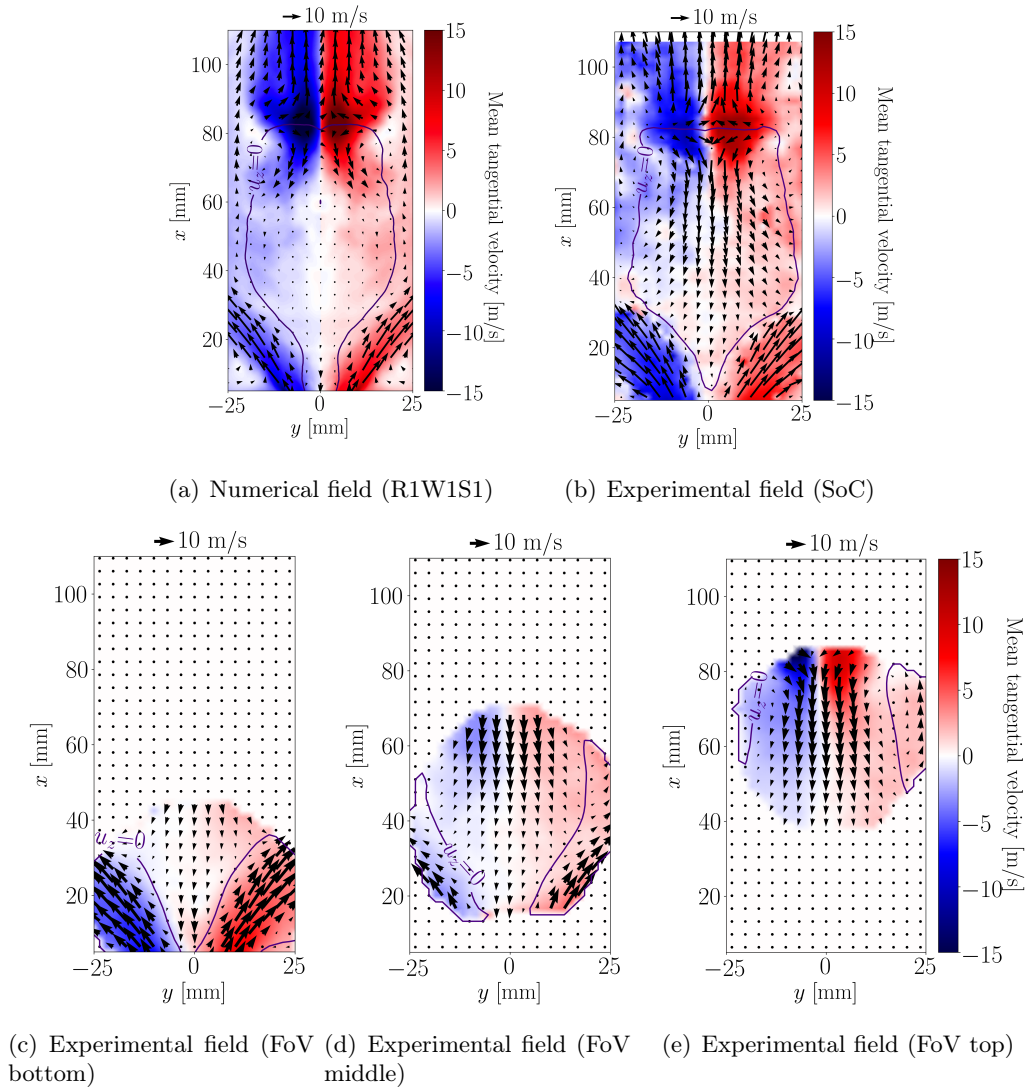 10 m/s
10 m/s
100
80
60
40
20
x [mm]
u_z=0
−25
0
25
y [mm]
15
10
5
0
−5
−10
−15
Mean tangential velocity [m/s]
100
80
60
40
20
x [mm]
u_z=0
−25
0
25
y [mm]
15
10
5
0
−5
−10
−15
Mean tangential velocity [m/s]
(a) Numerical field (R1W1S1)
(b) Experimental field (SoC)
10 m/s
10 m/s
10 m/s
100
80
60
40
20
x [mm]
u_z=0
−25
0
25
y [mm]
100
80
60
40
20
x [mm]
u_z=0
−25
0
25
y [mm]
100
80
60
40
20
x [mm]
u_z=0
−25
0
25
y [mm]
15
10
5
0
−5
−10
−15
Mean tangential velocity [m/s]
(c) Experimental field (FoV
bottom)
(d) Experimental field (FoV
middle)
(e) Experimental field (FoV top)